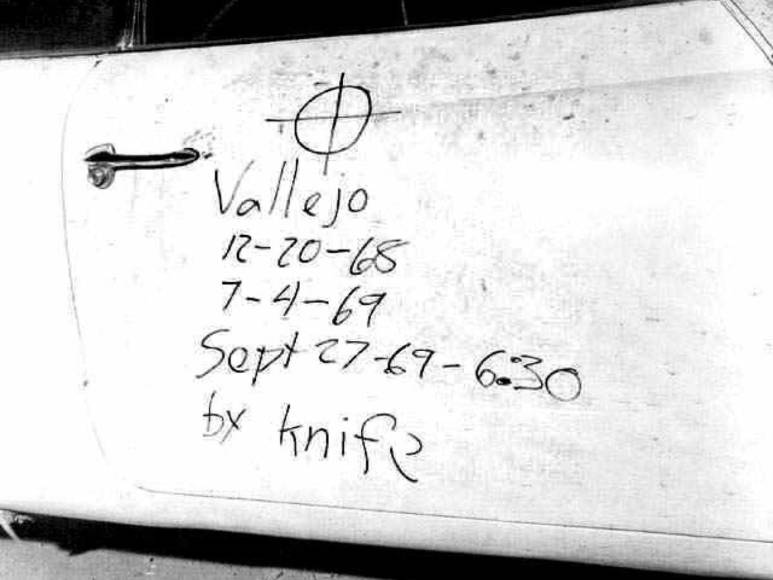 Vallejo
12-20-68
7-4-69
Sept 27-69-6:30
by knife